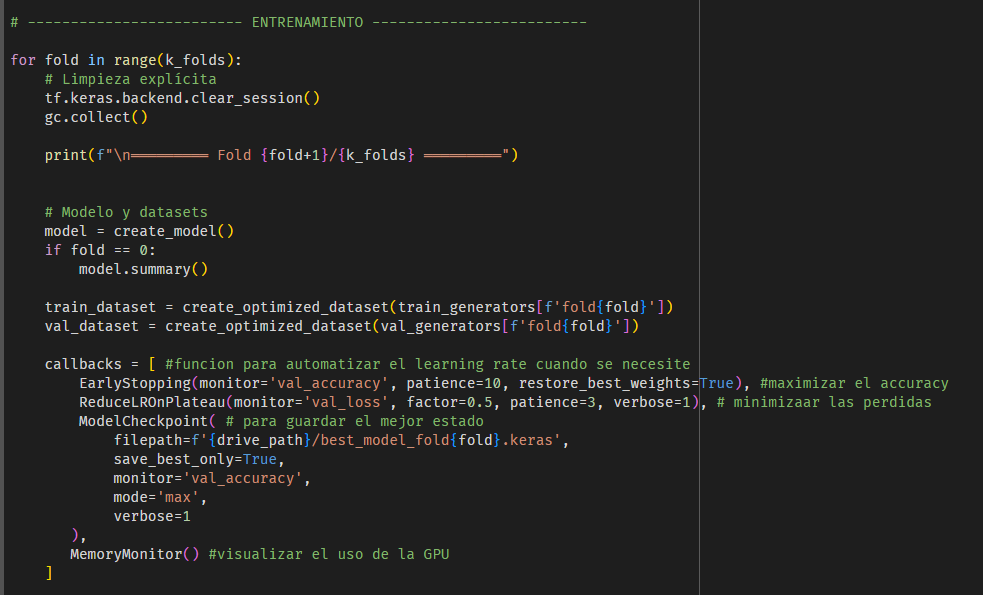 # ------------------------- ENTRENAMIENTO -------------------------
for fold in range(k_folds):
    # Limpieza explícita
    tf.keras.backend.clear_session()
    gc.collect()
    print(f"\n========= Fold {fold+1}/{k_folds} =========")
    # Modelo y datasets
    model = create_model()
    if fold == 0:
        model.summary()
    train_dataset = create_optimized_dataset(train_generators[f'fold{fold}'])
    val_dataset = create_optimized_dataset(val_generators[f'fold{fold}'])
    callbacks = [ #funcion para automatizar el learning rate cuando se necesite
        EarlyStopping(monitor='val_accuracy', patience=10, restore_best_weights=True), #maximizar el accuracy
        ReduceLROnPlateau(monitor='val_loss', factor=0.5, patience=3, verbose=1), # minimizaar las perdidas
        ModelCheckpoint( # para guardar el mejor estado
            filepath=f'{drive_path}/best_model_fold{fold}.keras',
            save_best_only=True,
            monitor='val_accuracy',
            mode='max',
            verbose=1
       ),
       MemoryMonitor() #visualizar el uso de la GPU
    ]